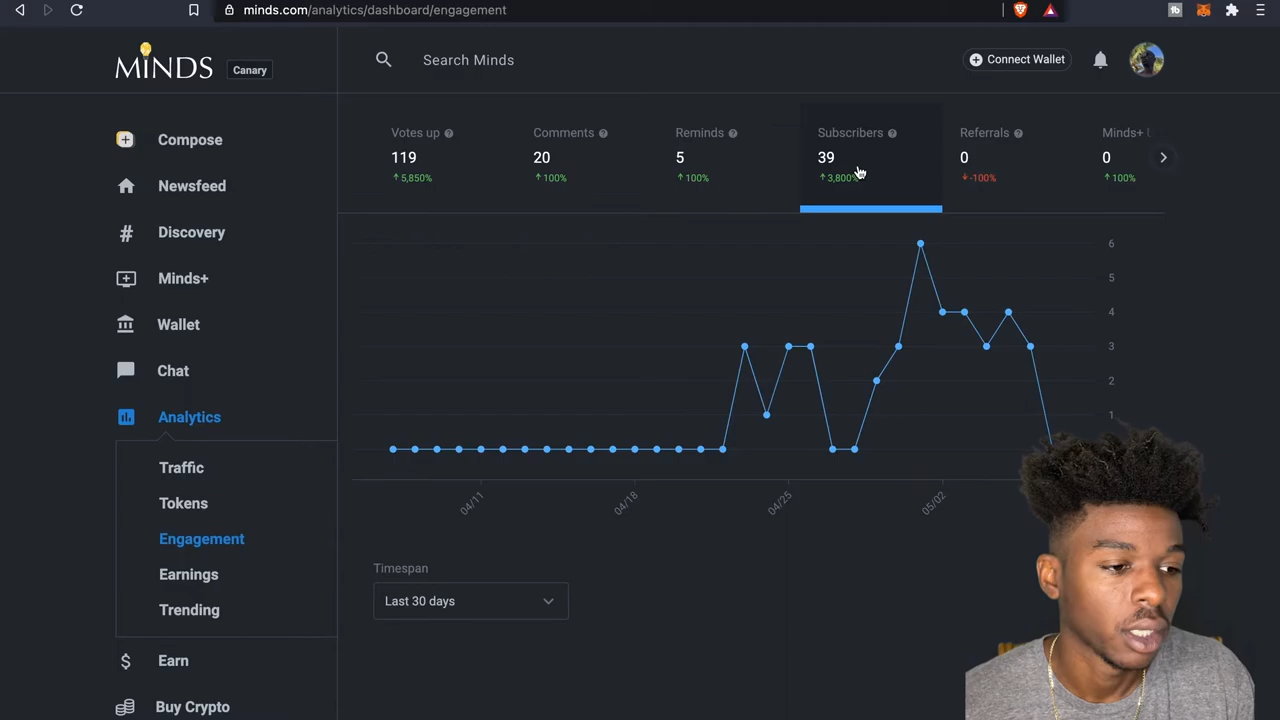 minds.com/analytics/dashboard/engagement
MINDS
Canary
Search Minds
Connect Wallet
Votes up
119
5,850%
Comments
20
100%
Reminds
5
100%
Subscribers
39
3,800%
Referrals
0
-100%
Minds+
0
100%
Compose
Newsfeed
Discovery
Minds+
Wallet
Chat
Analytics
Traffic
Tokens
Engagement
Earnings
Trending
Earn
Buy Crypto
6
5
4
3
2
1
04/11
04/18
04/25
05/02
Timespan
Last 30 days